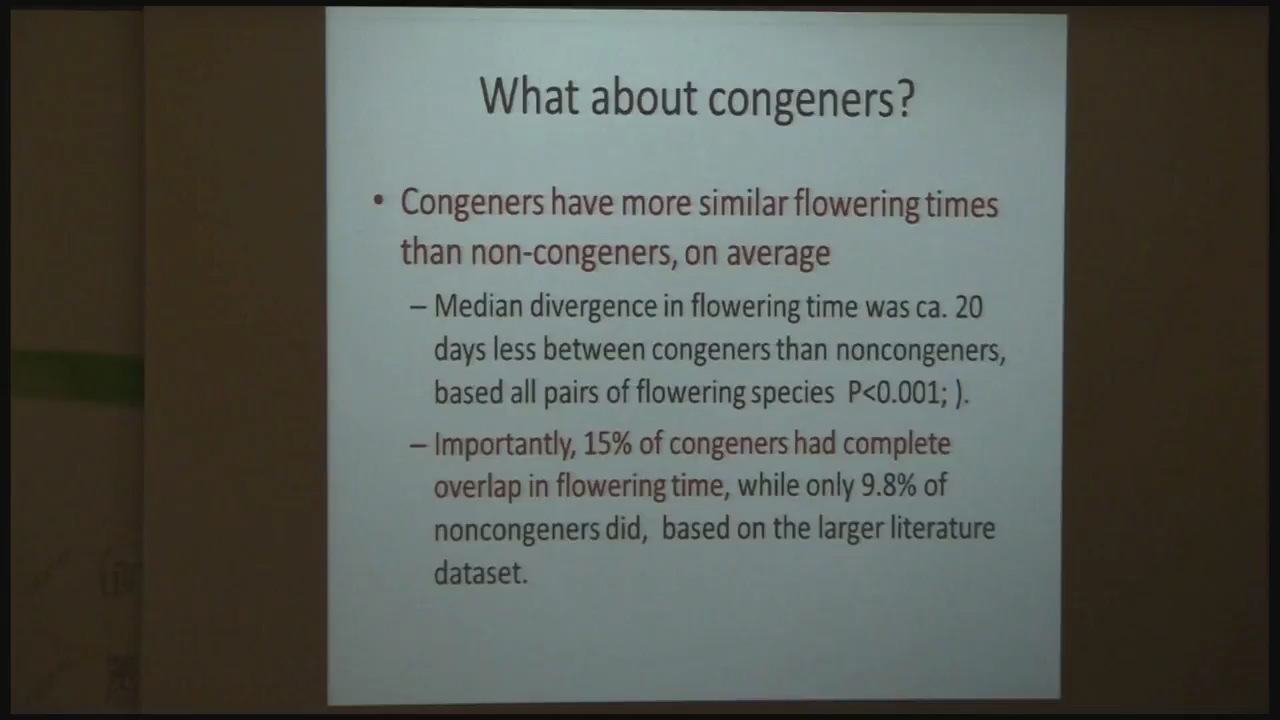 What about congeners?
• Congeners have more similar flowering times
than non-congeners, on average
– Median divergence in flowering time was ca. 20
days less between congeners than noncongeners,
based all pairs of flowering species P<0.001; ).
– Importantly, 15% of congeners had complete
overlap in flowering time, while only 9.8% of
noncongeners did, based on the larger literature
dataset.